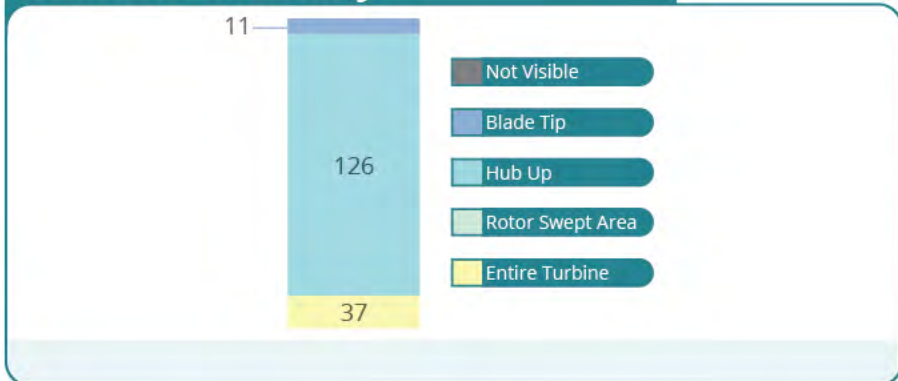 11
Not Visible
Blade Tip
126
Hub Up
Rotor Swept Area
Entire Turbine
37